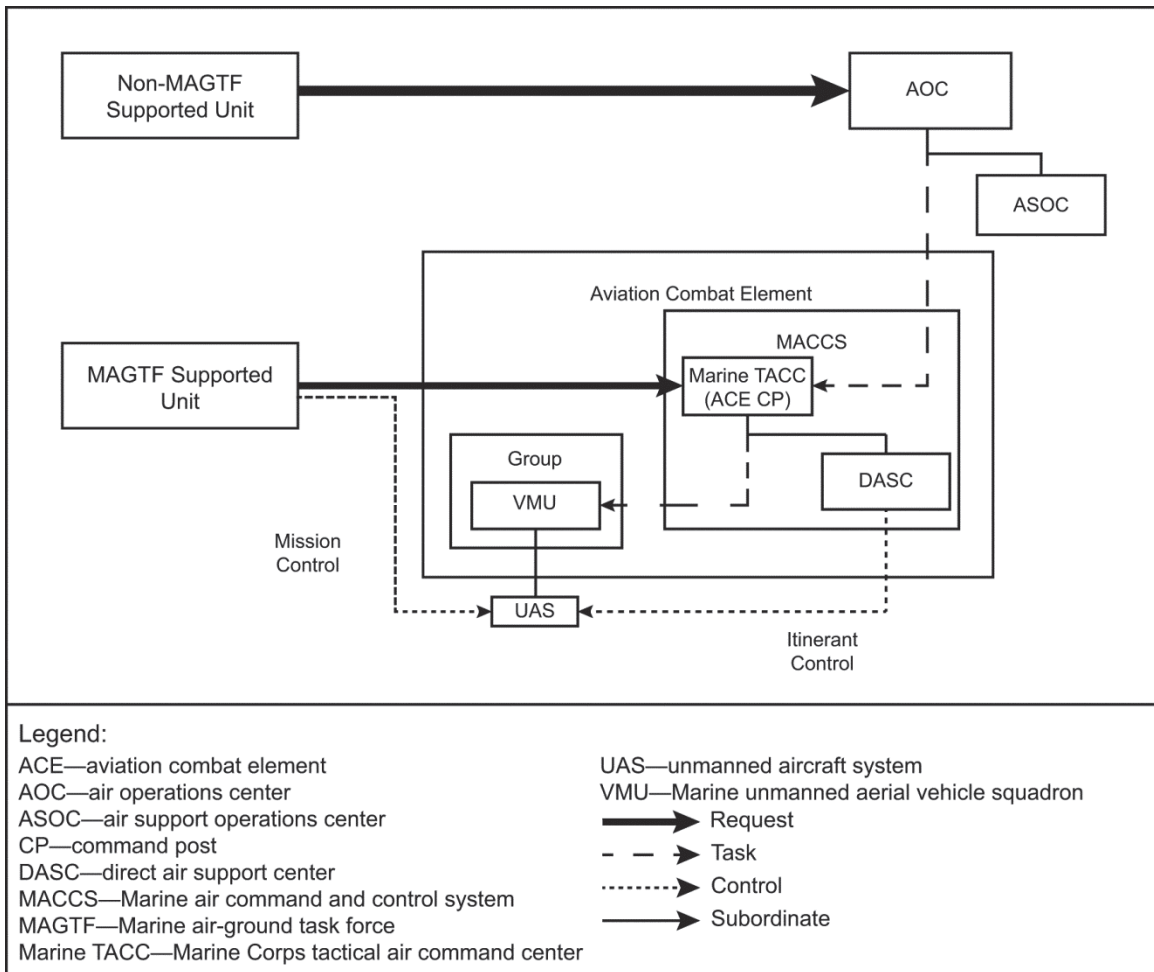 Non-MAGTF
Supported Unit
AOC
ASOC
Aviation Combat Element
MACCS
MAGTF Supported
Unit
Marine TACC
(ACE CP)
Group
VMU
DASC
Mission
Control
UAS
Itinerant
Control
Legend:
ACE—aviation combat element
AOC—air operations center
ASOC—air support operations center
CP—command post
DASC—direct air support center
MACCS—Marine air command and control system
MAGTF—Marine air-ground task force
Marine TACC—Marine Corps tactical air command center
UAS—unmanned aircraft system
VMU—Marine unmanned aerial vehicle squadron
Request
Task
Control
Subordinate